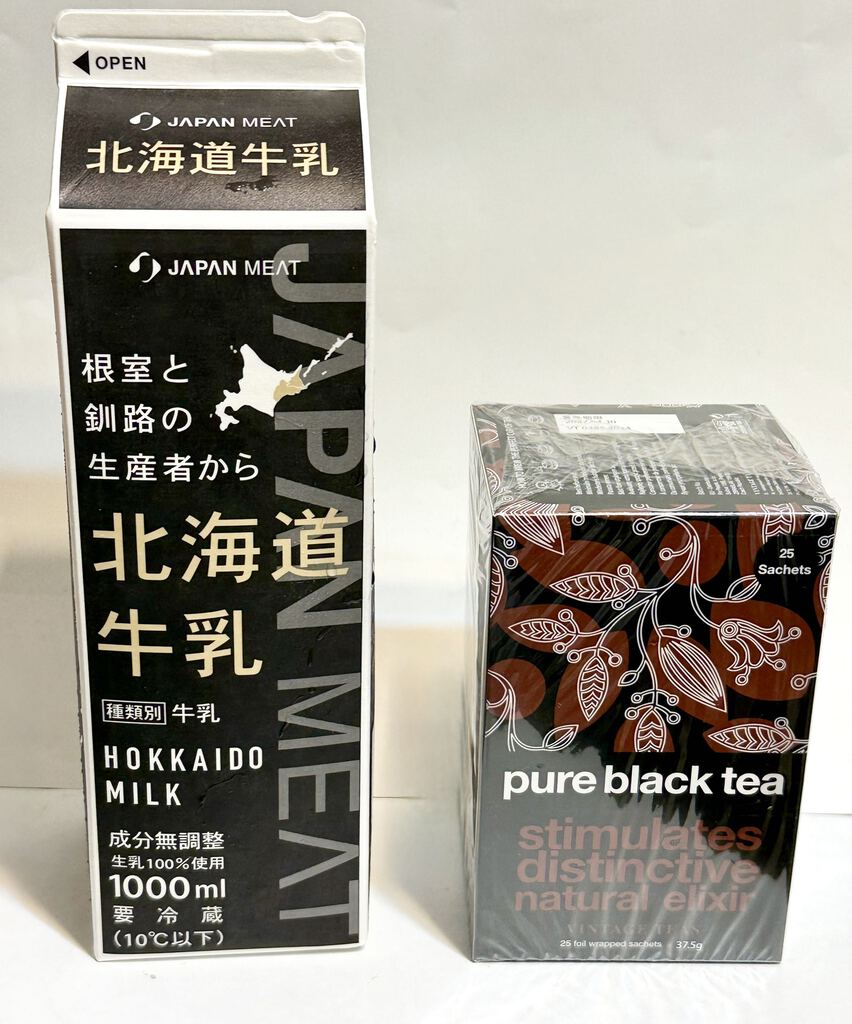 OPEN
JAPAN MEAT
北海道牛乳
JAPAN MEAT
JAPAN MEAT
根室と
釧路の
生産者から
北海道
牛乳
種類別 牛乳
HOKKAIDO
MILK
成分無調整
生乳100%使用
1000ml
要冷蔵
(10℃以下)
25
Sachets
pure black tea
stimulates
distinctive
natural elixir
VINTAGE TEAS
25 foil wrapped sachets 37.5g